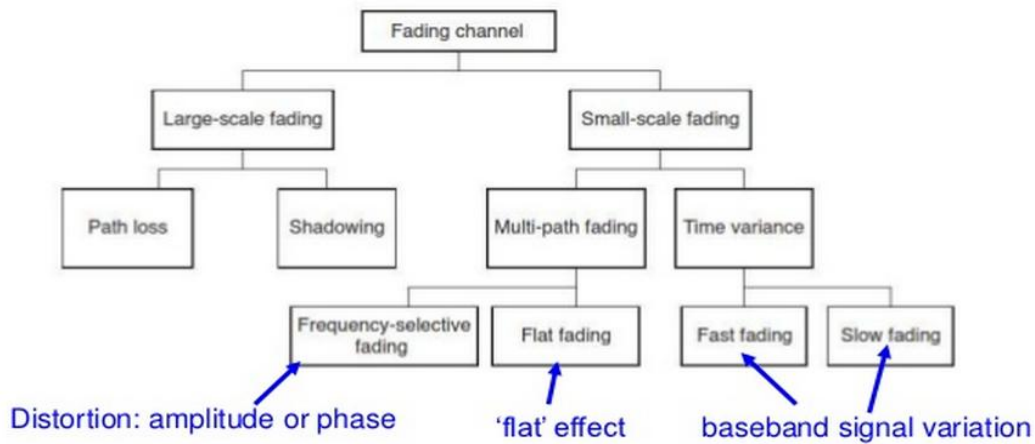 Fading channel
Large-scale fading
Small-scale fading
Path loss
Shadowing
Multi-path fading
Time variance
Frequency-selective
fading
Flat fading
Fast fading
Slow fading
Distortion: amplitude or phase
'flat' effect
baseband signal variation